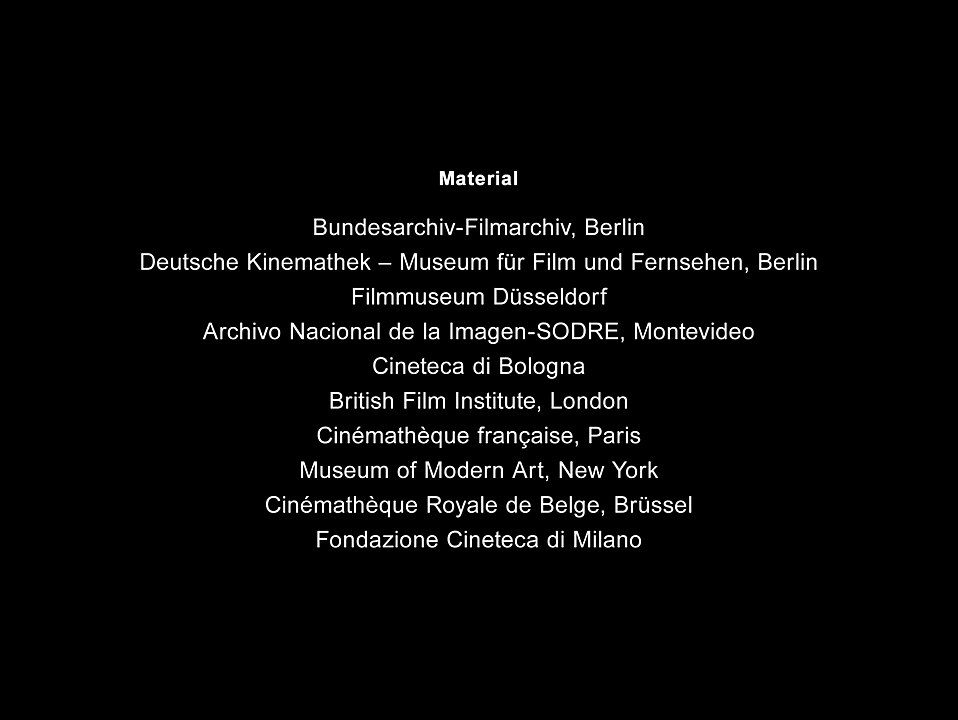 Material
Bundesarchiv-Filmarchiv, Berlin
Deutsche Kinemathek – Museum für Film und Fernsehen, Berlin
Filmmuseum Düsseldorf
Archivo Nacional de la Imagen-SODRE, Montevideo
Cineteca di Bologna
British Film Institute, London
Cinémathèque française, Paris
Museum of Modern Art, New York
Cinémathèque Royale de Belge, Brüssel
Fondazione Cineteca di Milano